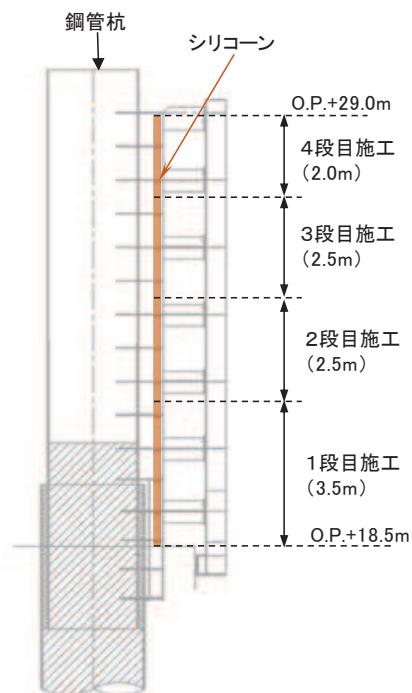 鋼管杭
シリコーン
O.P.+29.0m
4段目施工
(2.0m)
3段目施工
(2.5m)
2段目施工
(2.5m)
1段目施工
(3.5m)
O.P.+18.5m